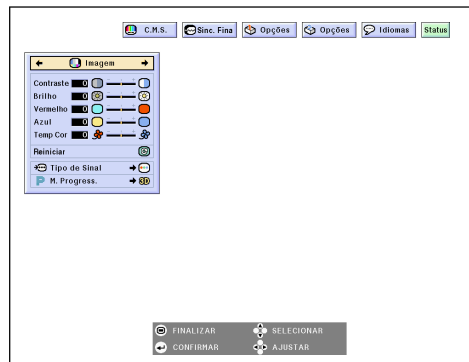 C.M.S. Sinc. Fina Opções Opções Idiomas Status
Imagem
Contraste 0
Brilho 0
Vermelho 0
Azul 0
Temp Cor 0
Reiniciar
Tipo de Sinal
P M. Progress. 3D
FINALIZAR SELECIONAR
CONFIRMAR AJUSTAR